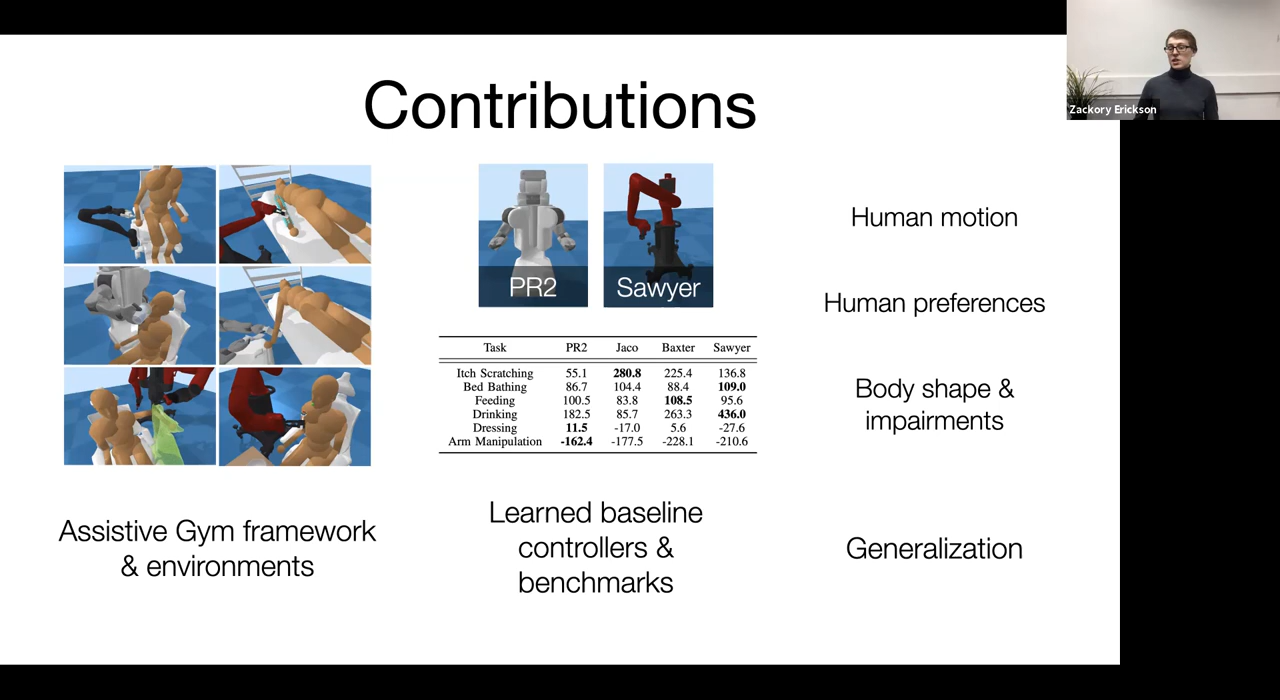 Contributions
Zackory Erickson
PR2
Sawyer
Task PR2 Jaco Baxter Sawyer
Itch Scratching 55.1 280.8 225.4 136.8
Bed Bathing 86.7 104.4 88.4 109.0
Feeding 100.5 83.8 108.5 95.6
Drinking 182.5 85.7 263.3 436.0
Dressing 11.5 -17.0 5.6 -27.6
Arm Manipulation -162.4 -177.5 -228.1 -210.6
Human motion
Human preferences
Body shape &
impairments
Assistive Gym framework
& environments
Learned baseline
controllers &
benchmarks
Generalization